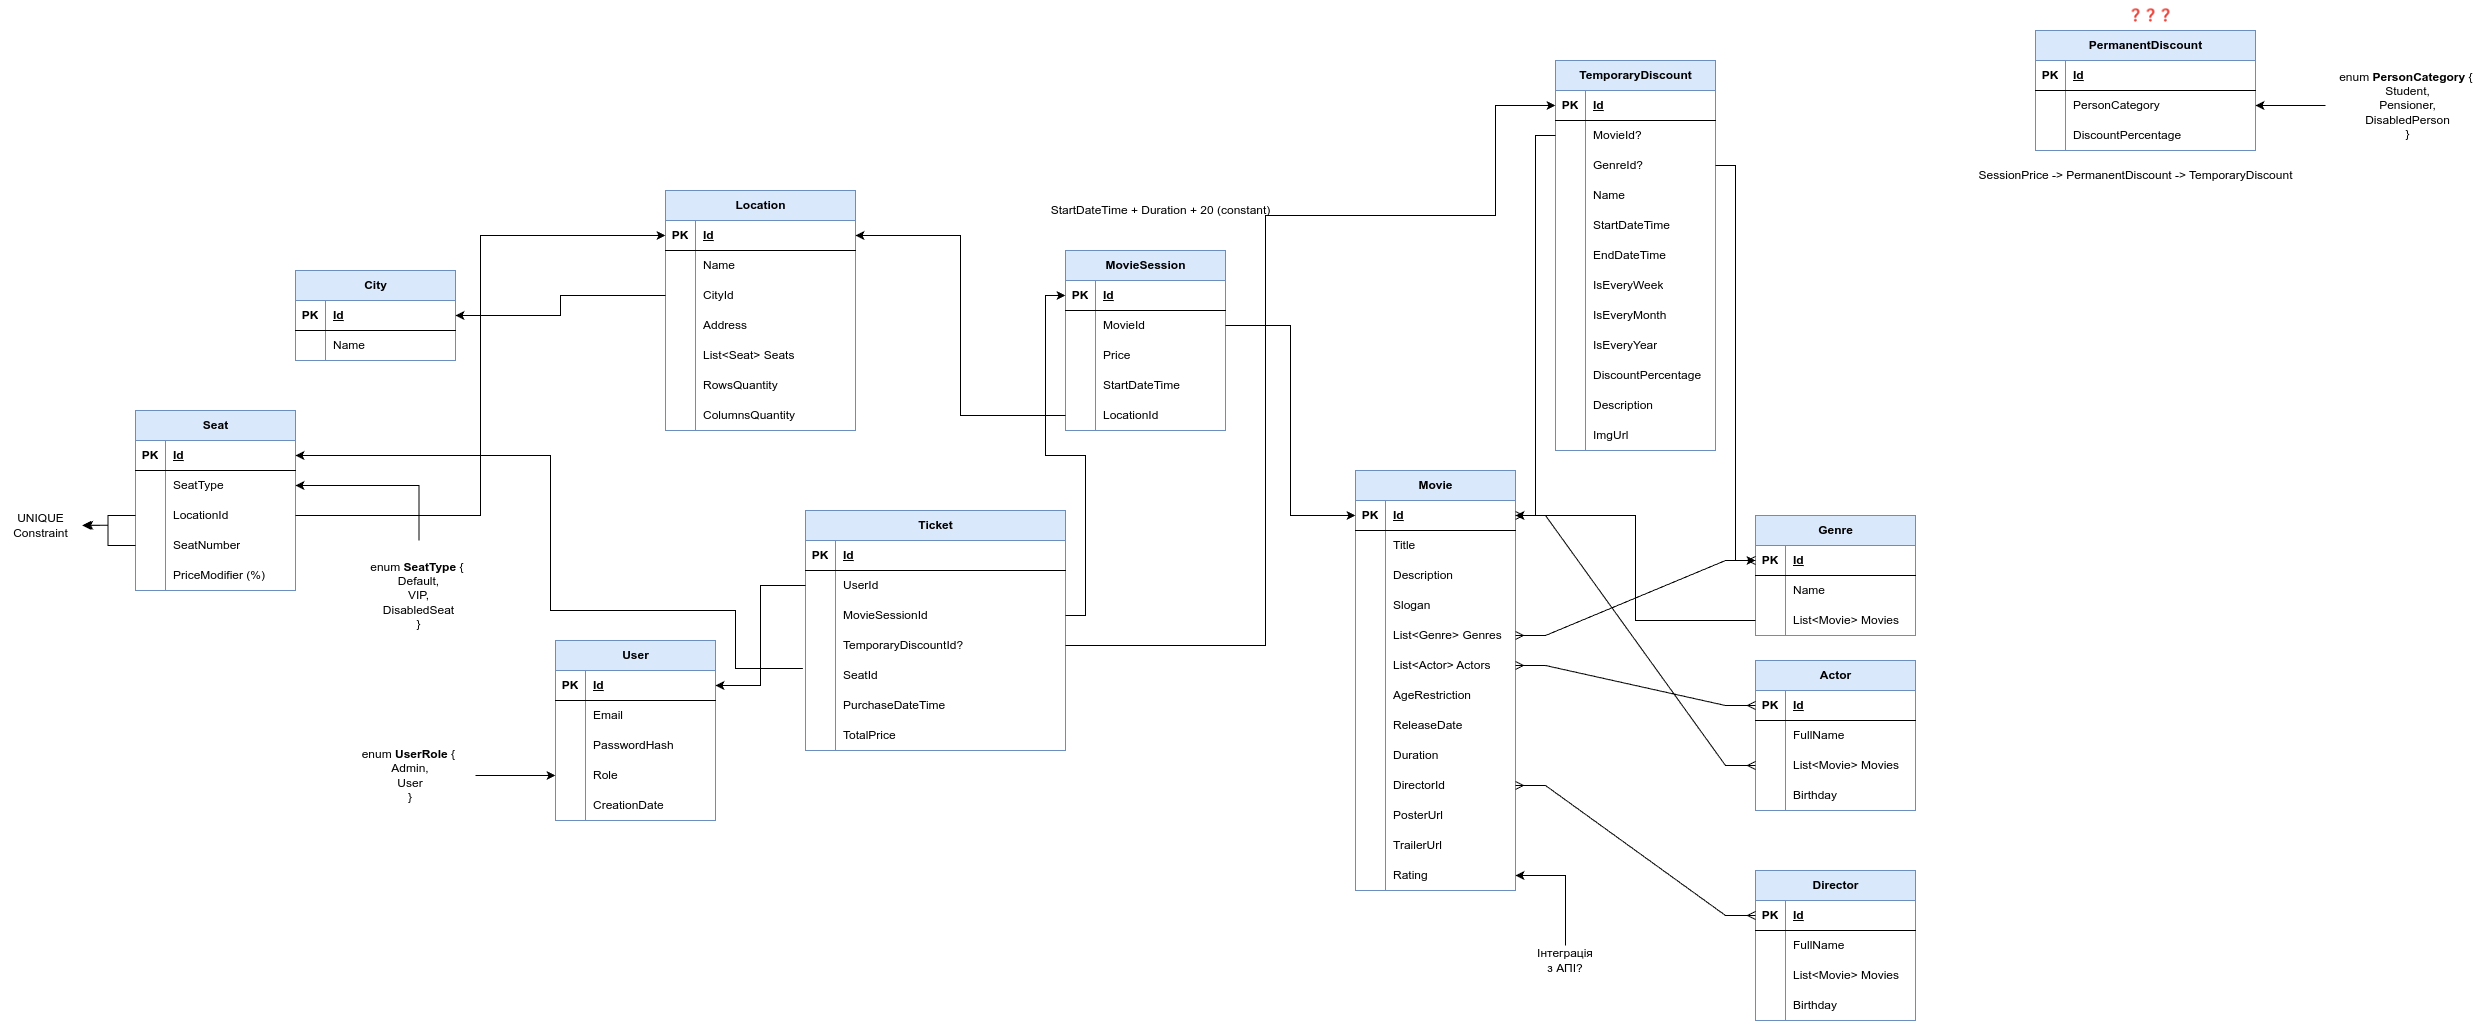 ❓❓❓
PermanentDiscount
PK Id
PersonCategory
DiscountPercentage
enum PersonCategory {
Student,
Pensioner,
DisabledPerson
}
SessionPrice -> PermanentDiscount -> TemporaryDiscount
TemporaryDiscount
PK Id
MovieId?
GenreId?
Name
StartDateTime
EndDateTime
IsEveryWeek
IsEveryMonth
IsEveryYear
DiscountPercentage
Description
ImgUrl
Location
PK Id
Name
CityId
Address
List<Seat> Seats
RowsQuantity
ColumnsQuantity
StartDateTime + Duration + 20 (constant)
MovieSession
PK Id
MovieId
Price
StartDateTime
LocationId
City
PK Id
Name
Seat
PK Id
SeatType
LocationId
SeatNumber
PriceModifier (%)
UNIQUE
Constraint
enum SeatType {
Default,
VIP,
DisabledSeat
}
Ticket
PK Id
UserId
MovieSessionId
TemporaryDiscountId?
SeatId
PurchaseDateTime
TotalPrice
User
PK Id
Email
PasswordHash
Role
CreationDate
enum UserRole {
Admin,
User
}
Movie
PK Id
Title
Description
Slogan
List<Genre> Genres
List<Actor> Actors
AgeRestriction
ReleaseDate
Duration
DirectorId
PosterUrl
TrailerUrl
Rating
Інтеграція
з АПІ?
Genre
PK Id
Name
List<Movie> Movies
Actor
PK Id
FullName
List<Movie> Movies
Birthday
Director
PK Id
FullName
List<Movie> Movies
Birthday